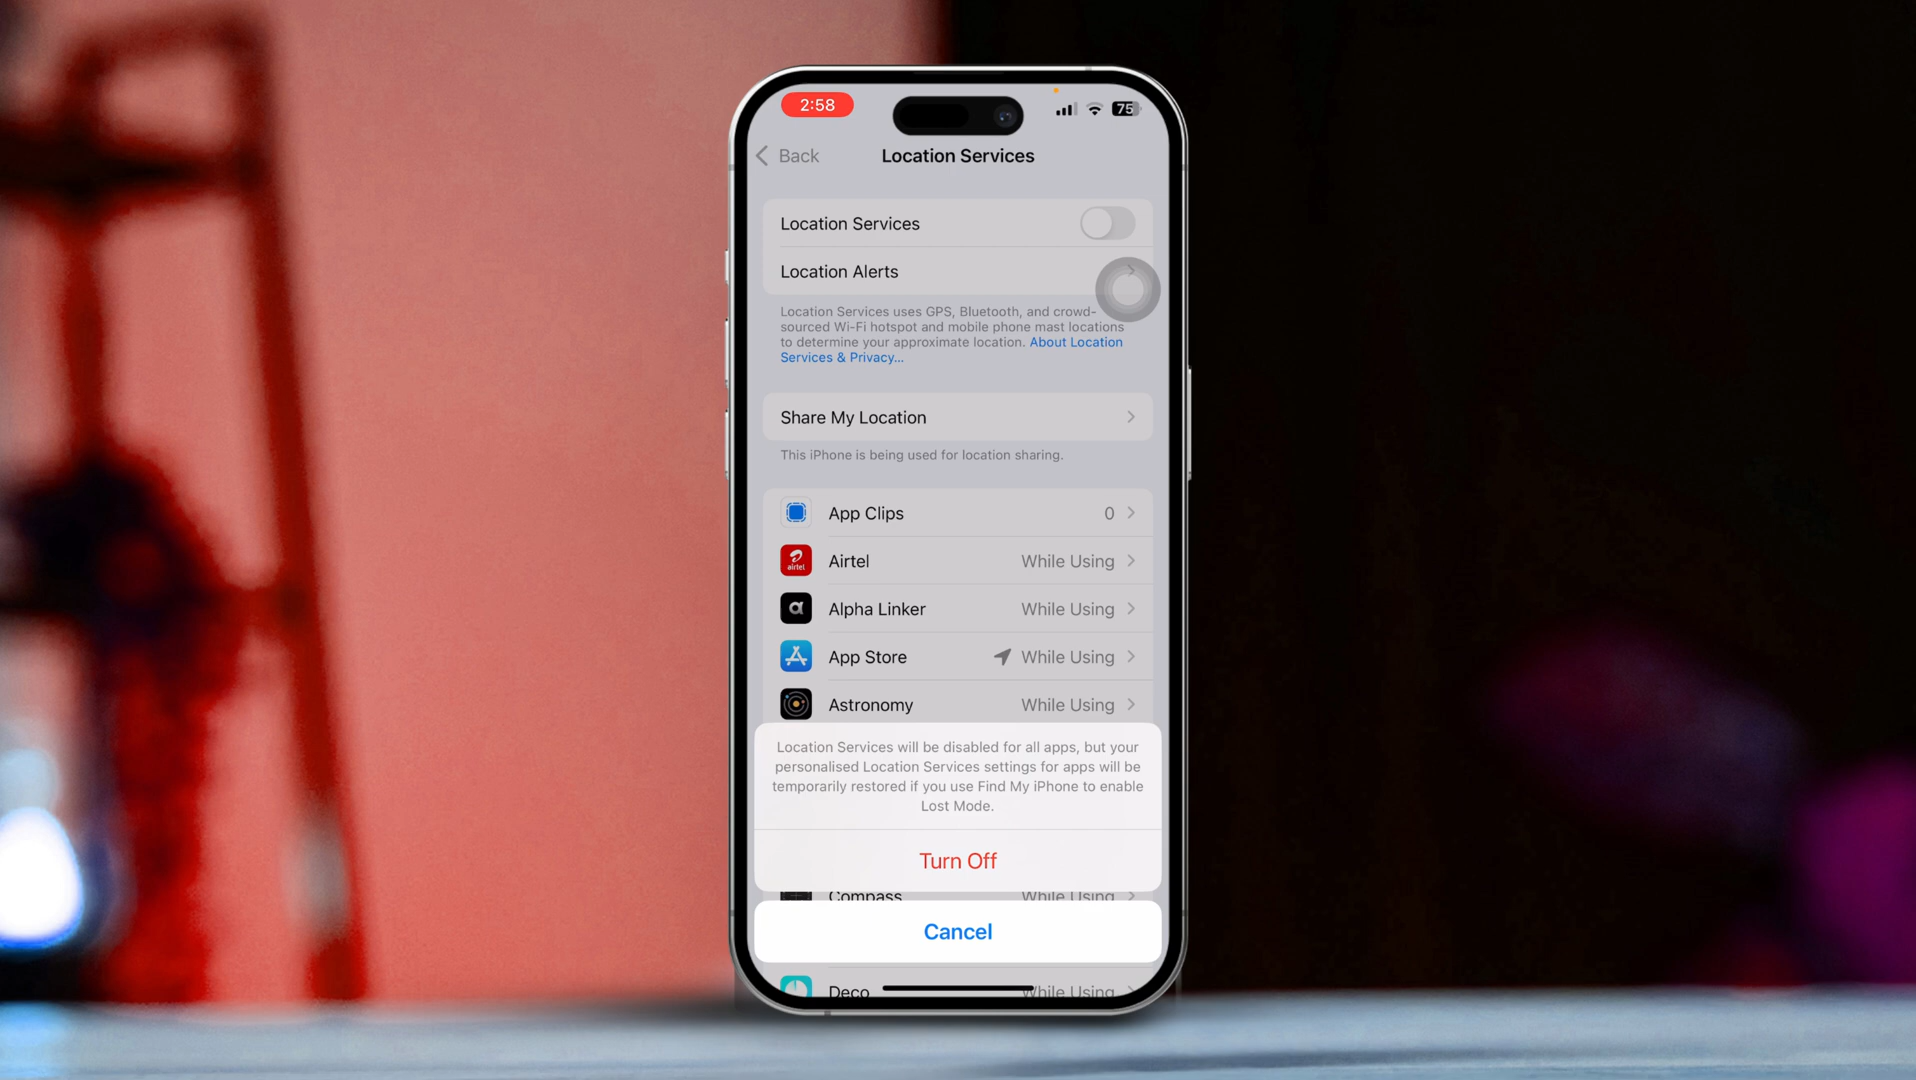 2:58
75
Back
Location Services
Location Services
Location Alerts
Location Services uses GPS, Bluetooth, and crowd-
sourced Wi-Fi hotspot and mobile phone mast locations
to determine your approximate location. About Location
Services & Privacy...
Share My Location
This iPhone is being used for location sharing.
App Clips 0
airtel
Airtel While Using
Alpha Linker While Using
App Store While Using
Astronomy While Using
Location Services will be disabled for all apps, but your
personalised Location Services settings for apps will be
temporarily restored if you use Find My iPhone to enable
Lost Mode.
Turn Off
Compass While Using
Cancel
Deco While Using